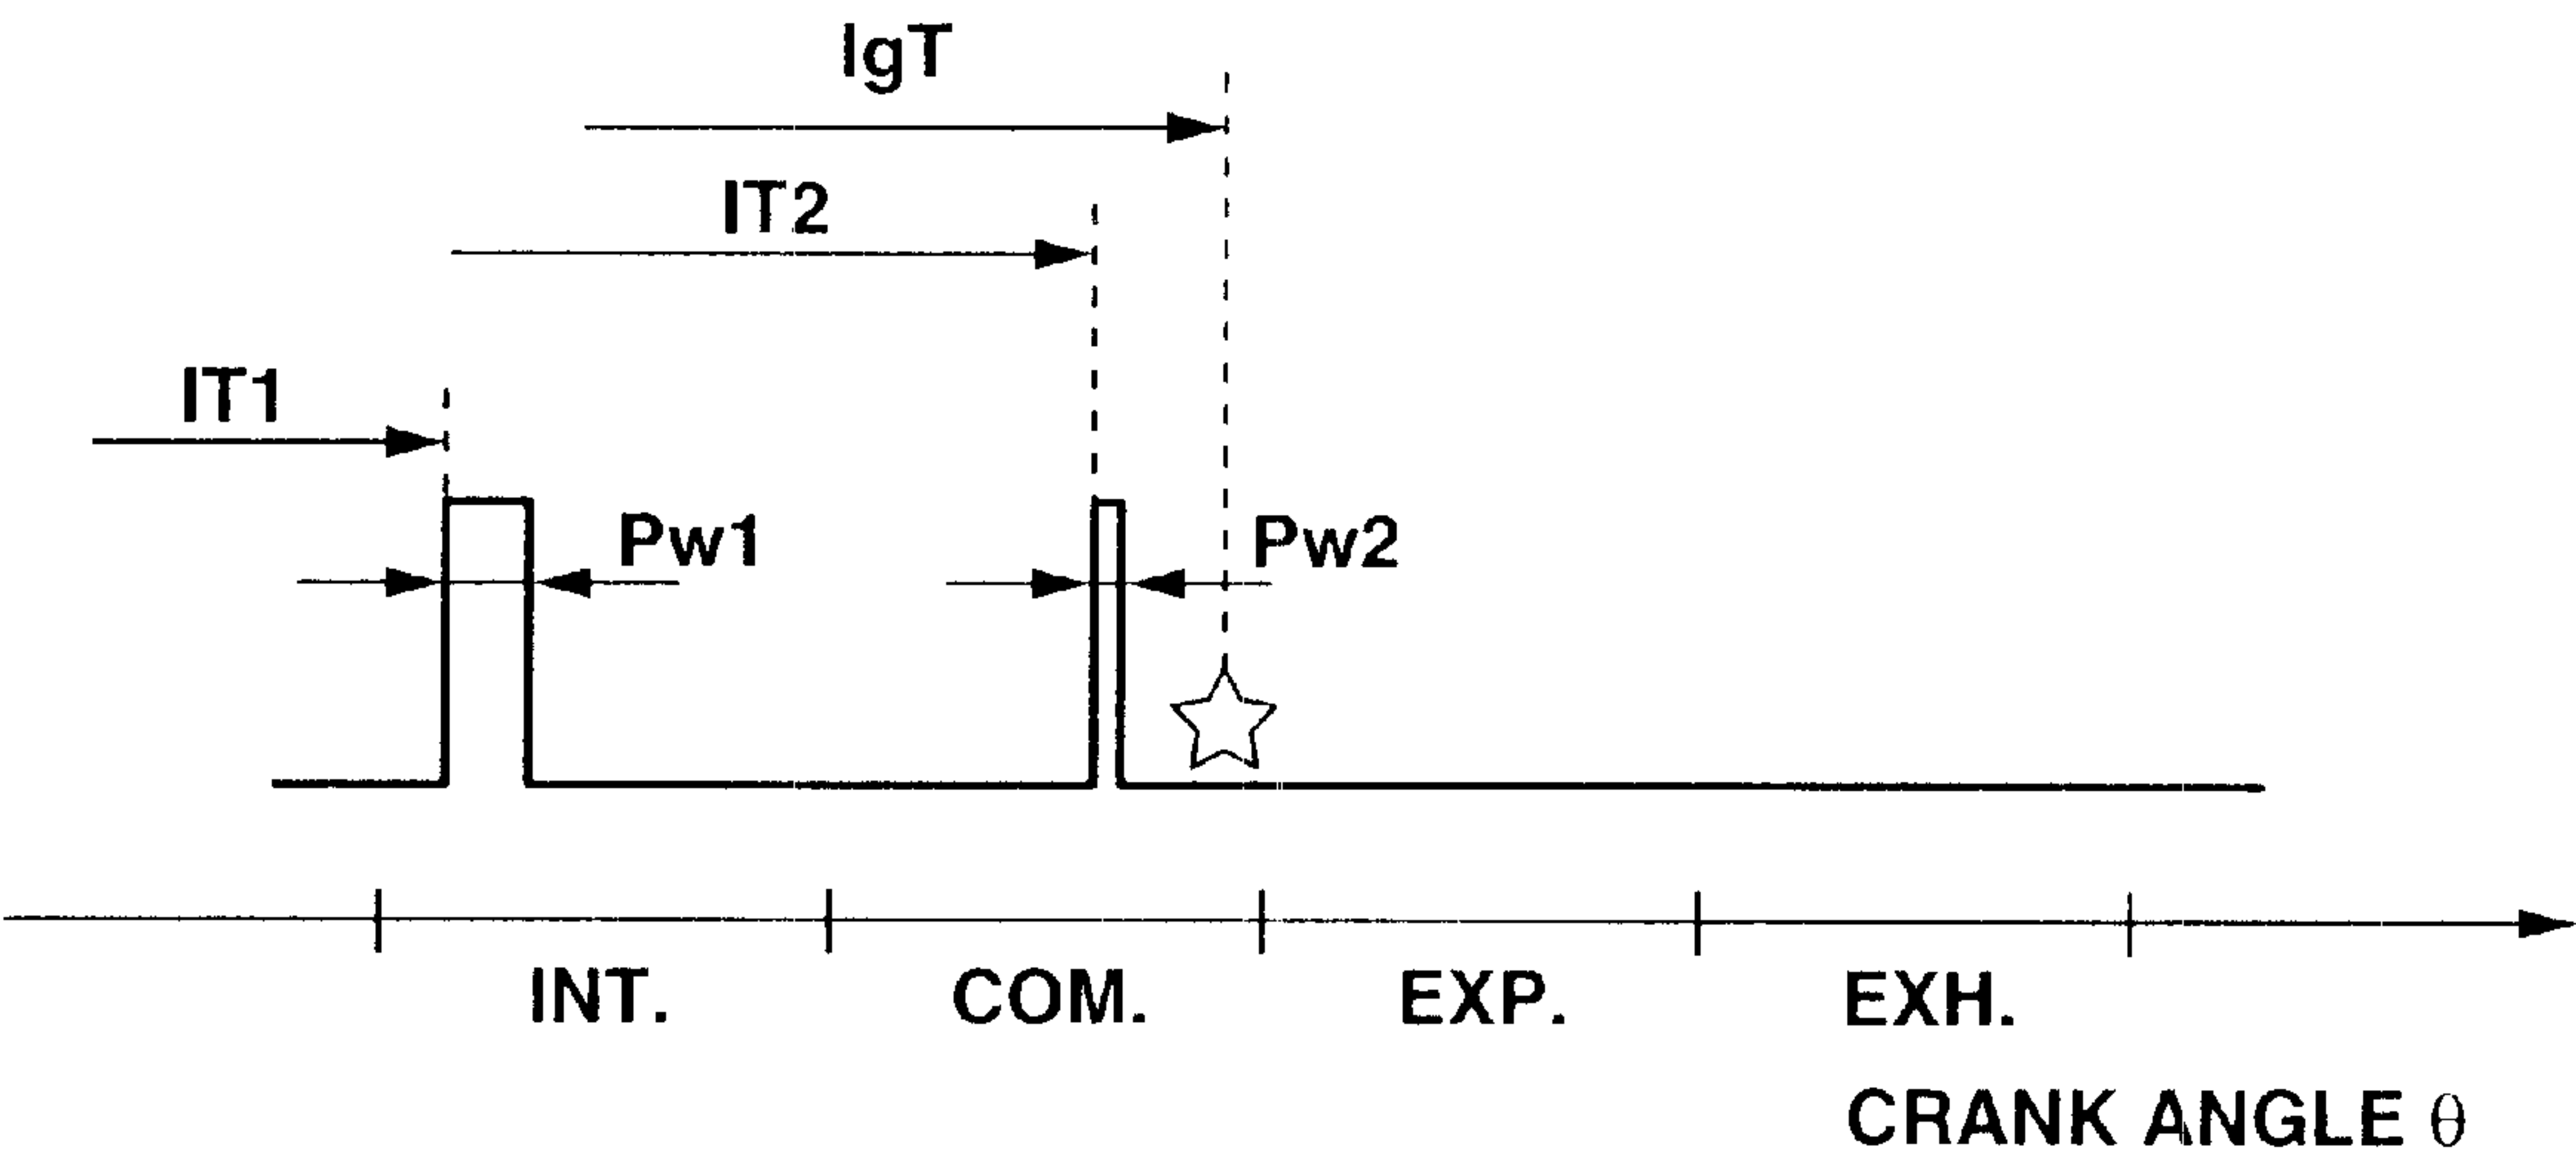 IgT
IT2
IT1
Pw1 Pw2
INT. COM. EXP. EXH.
CRANK ANGLE θ